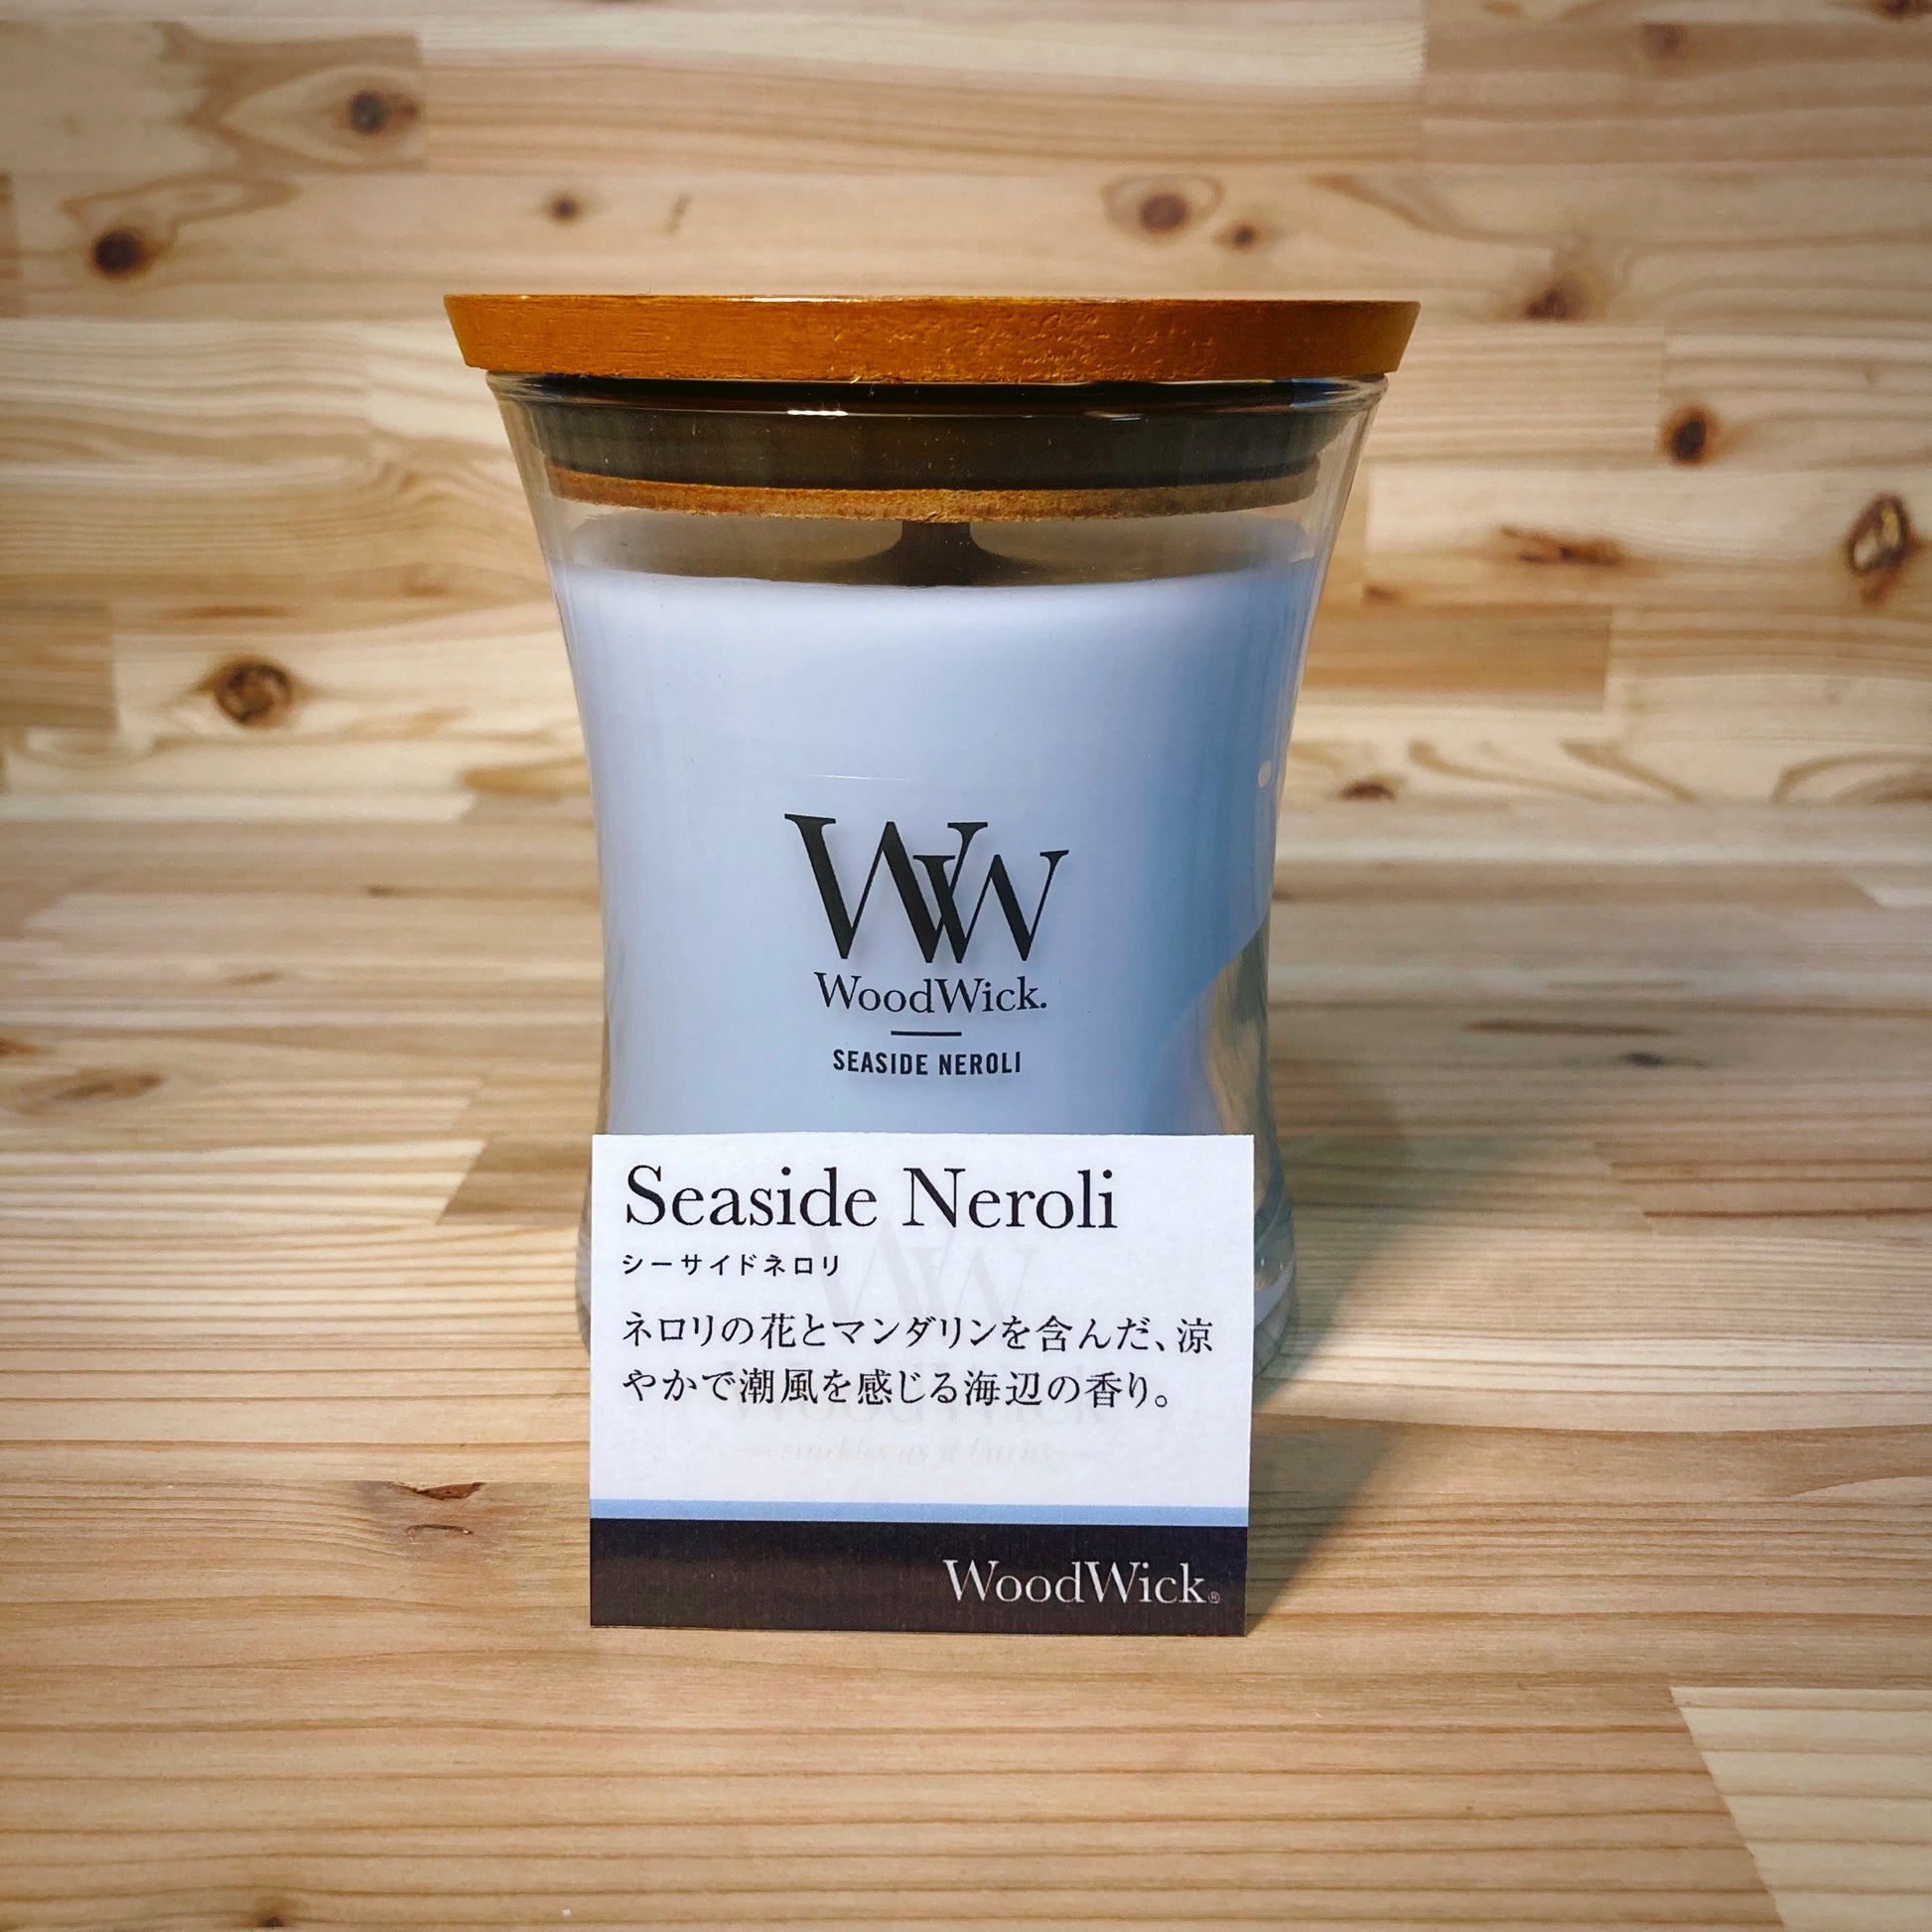 WW
WoodWick.
SEASIDE NEROLI
Seaside Neroli
シーサイドネロリ
ネロリの花とマンダリンを含んだ、涼
やかで潮風を感じる海辺の香り。
WoodWick®